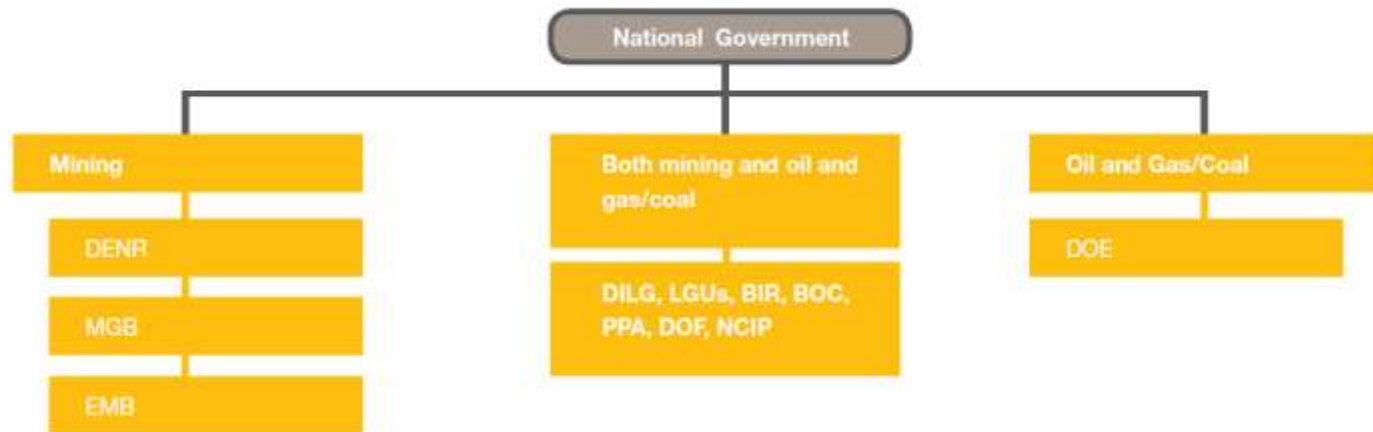 National Government
Mining
DENR
MGB
EMB
Both mining and oil and
gas/coal
DILG, LGUs, BIR, BOC,
PPA, DOF, NCIP
Oil and Gas/Coal
DOE